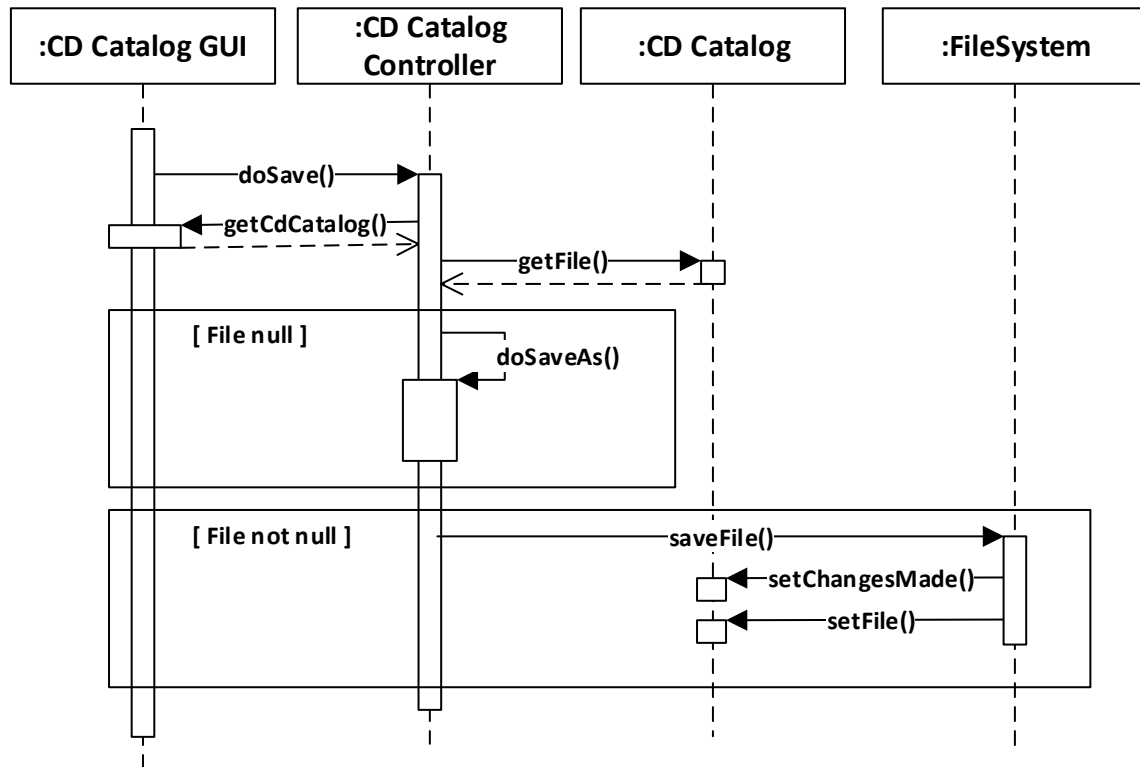 :CD Catalog GUI
:CD Catalog
Controller
:CD Catalog
:FileSystem
doSave()
getCdCatalog()
getFile()
[ File null ]
doSaveAs()
[ File not null ]
saveFile()
setChangesMade()
setFile()